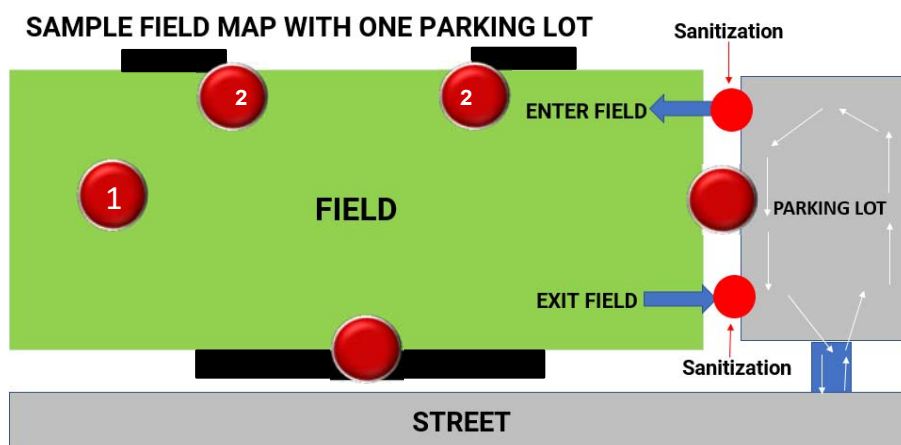 SAMPLE FIELD MAP WITH ONE PARKING LOT
Sanitization
2
2
ENTER FIELD
1
FIELD
PARKING LOT
EXIT FIELD
Sanitization
STREET